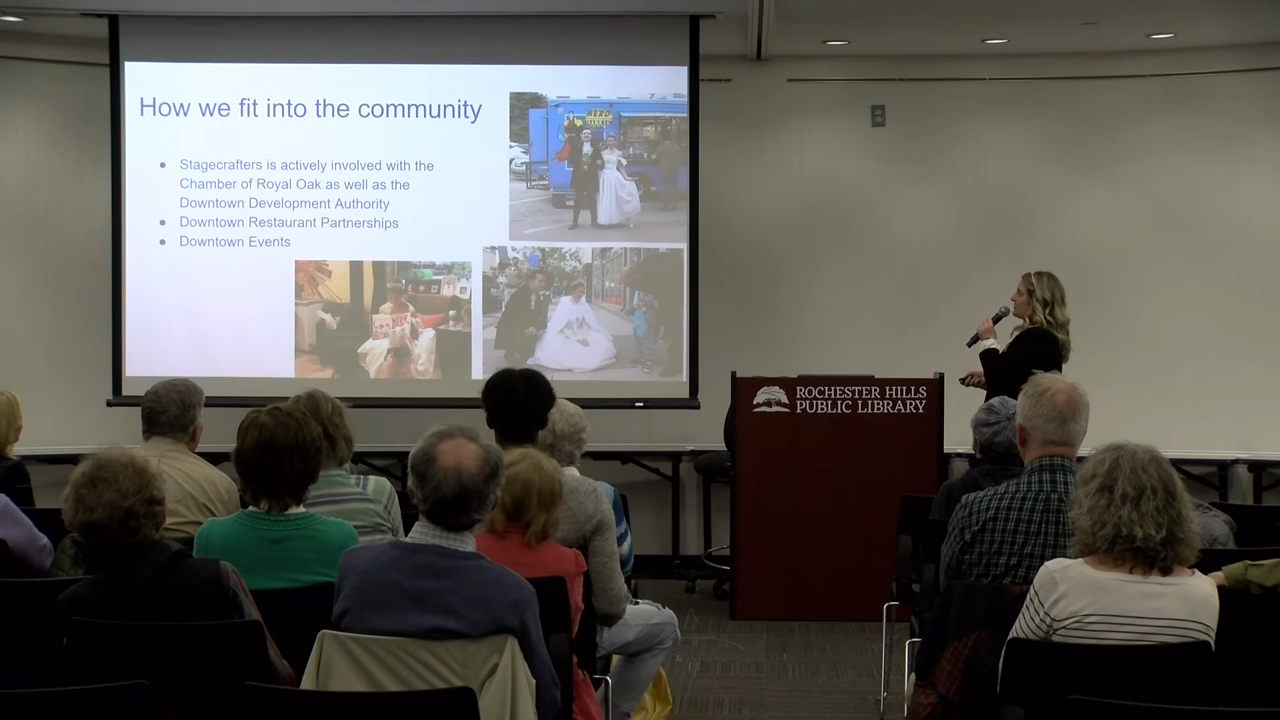 How we fit into the community
● Stagecrafters is actively involved with the
Chamber of Royal Oak as well as the
Downtown Development Authority
● Downtown Restaurant Partnerships
● Downtown Events
ROCHESTER HILLS
PUBLIC LIBRARY